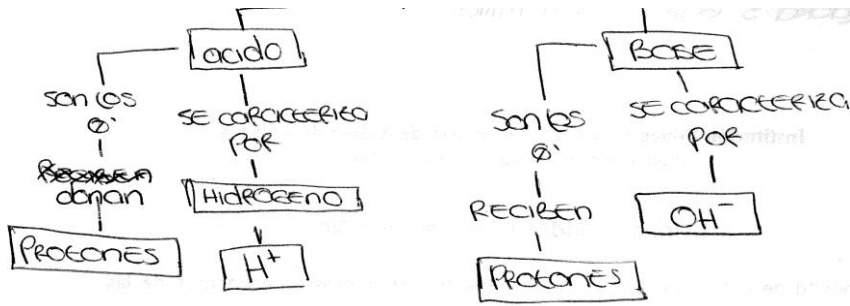 acido
SON LOS
Q'
donan
PROTONES
SE CARACTERIZA
POR
HIDROGENO
H⁺
BASE
SON LOS
Q'
RECIBEN
PROTONES
SE CARACTERIZA
POR
OH⁻